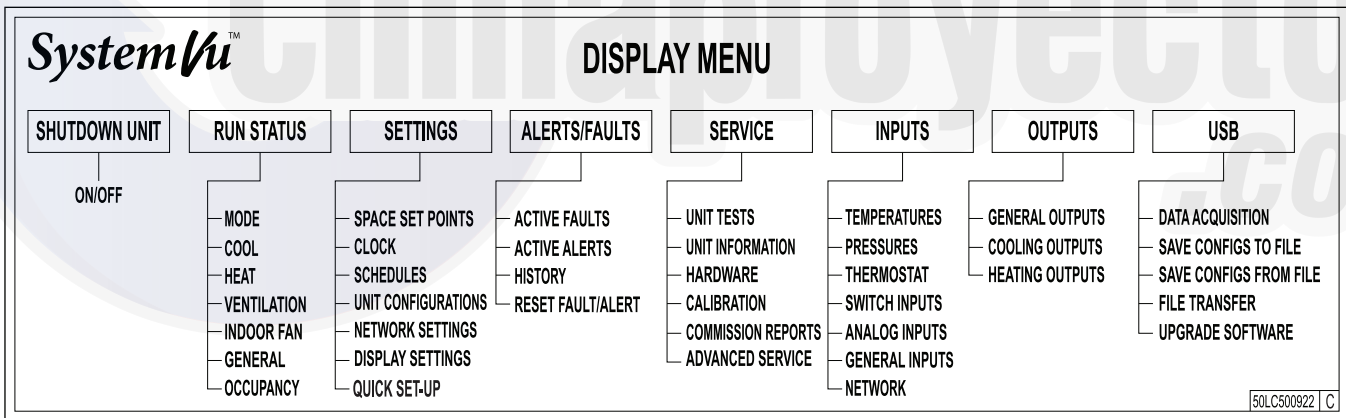 SystemVu™
DISPLAY MENU
SHUTDOWN UNIT
ON/OFF
RUN STATUS
MODE
COOL
HEAT
VENTILATION
INDOOR FAN
GENERAL
OCCUPANCY
SETTINGS
SPACE SET POINTS
CLOCK
SCHEDULES
UNIT CONFIGURATIONS
NETWORK SETTINGS
DISPLAY SETTINGS
QUICK SET-UP
ALERTS/FAULTS
ACTIVE FAULTS
ACTIVE ALERTS
HISTORY
RESET FAULT/ALERT
SERVICE
UNIT TESTS
UNIT INFORMATION
HARDWARE
CALIBRATION
COMMISSION REPORTS
ADVANCED SERVICE
INPUTS
TEMPERATURES
PRESSURES
THERMOSTAT
SWITCH INPUTS
ANALOG INPUTS
GENERAL INPUTS
NETWORK
OUTPUTS
GENERAL OUTPUTS
COOLING OUTPUTS
HEATING OUTPUTS
USB
DATA ACQUISITION
SAVE CONFIGS TO FILE
SAVE CONFIGS FROM FILE
FILE TRANSFER
UPGRADE SOFTWARE
50LC500922 C